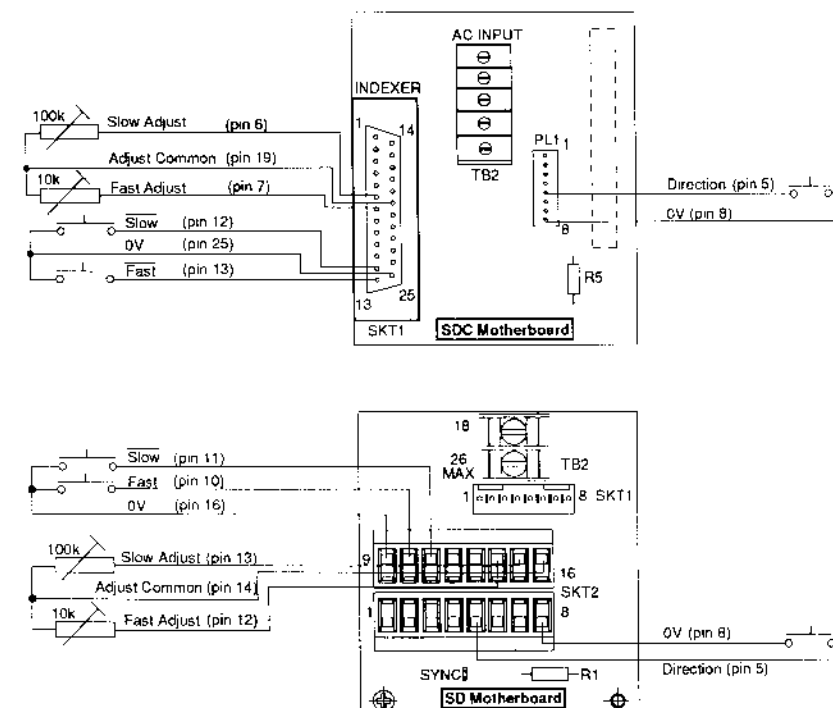 AC INPUT
INDEXER
100k
Slow Adjust (pin 6)
1
14
PL1 1
Adjust Common (pin 19)
10k
Fast Adjust (pin 7)
TB2
Direction (pin 5)
Slow (pin 12)
0V (pin 8)
8
0V (pin 25)
Fast (pin 13)
R5
13
25
SKT1
SDC Motherboard
18
Slow (pin 11)
26
MAX
TB2
Fast (pin 10)
1
8 SKT1
0V (pin 16)
100k
Slow Adjust (pin 13)
9
16
SKT2
Adjust Common (pin 14)
10k
Fast Adjust (pin 12)
1
8
0V (pin 8)
Direction (pin 5)
SYNC
R1
SD Motherboard